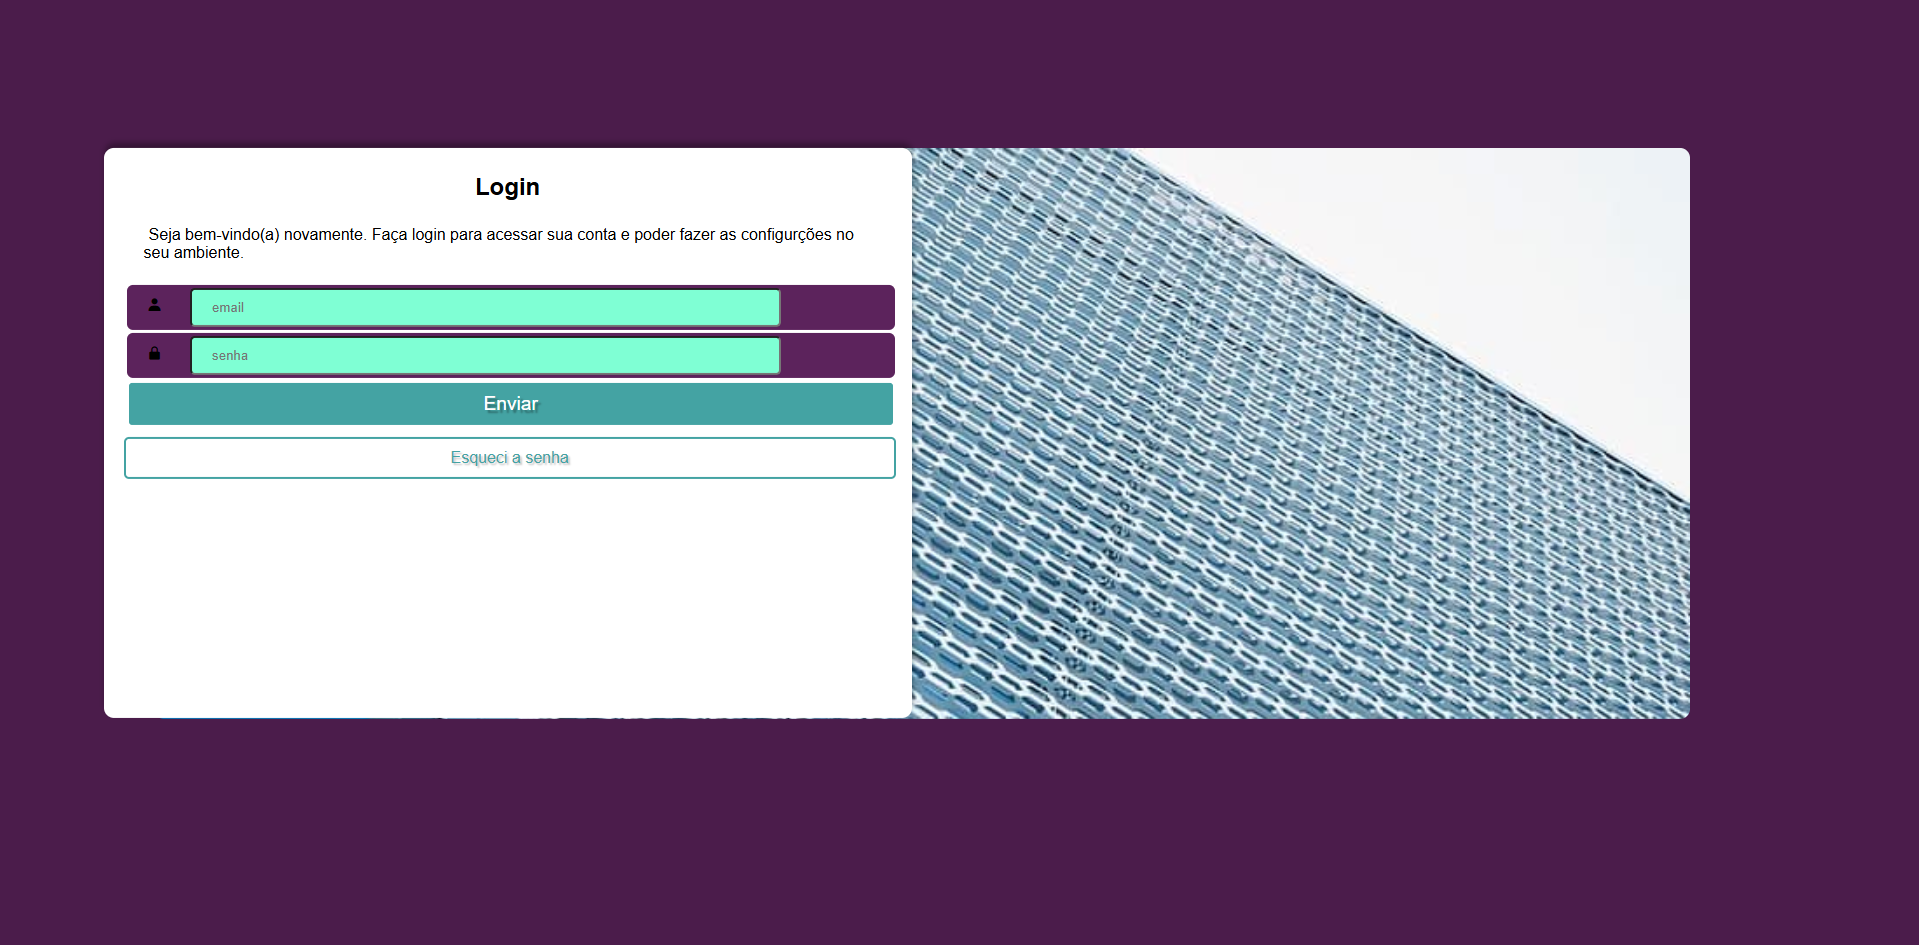 Login
Seja bem-vindo(a) novamente. Faça login para acessar sua conta e poder fazer as configurções no
seu ambiente.
email
senha
Enviar
Esqueci a senha